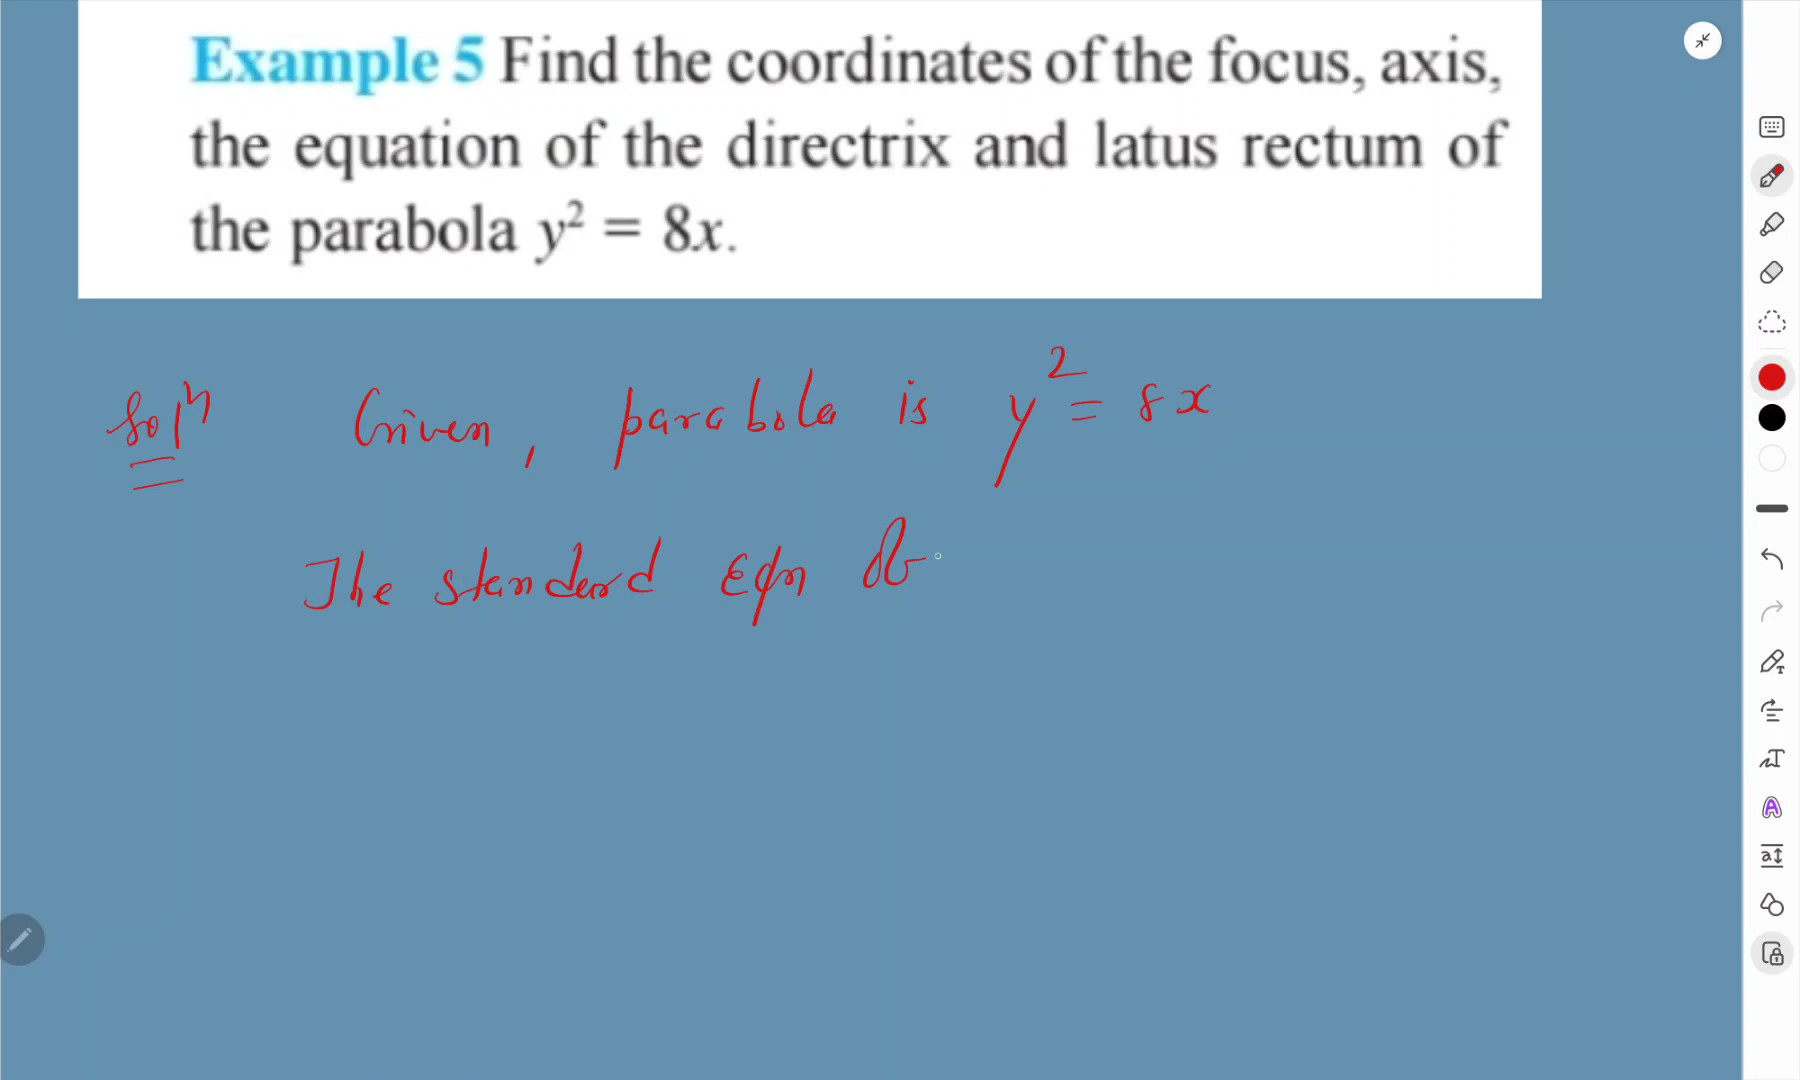 Example 5 Find the coordinates of the focus, axis,
the equation of the directrix and latus rectum of
the parabola y² = 8x.
Solⁿ Given, parabola is y² = 8x
The standard Eqn of